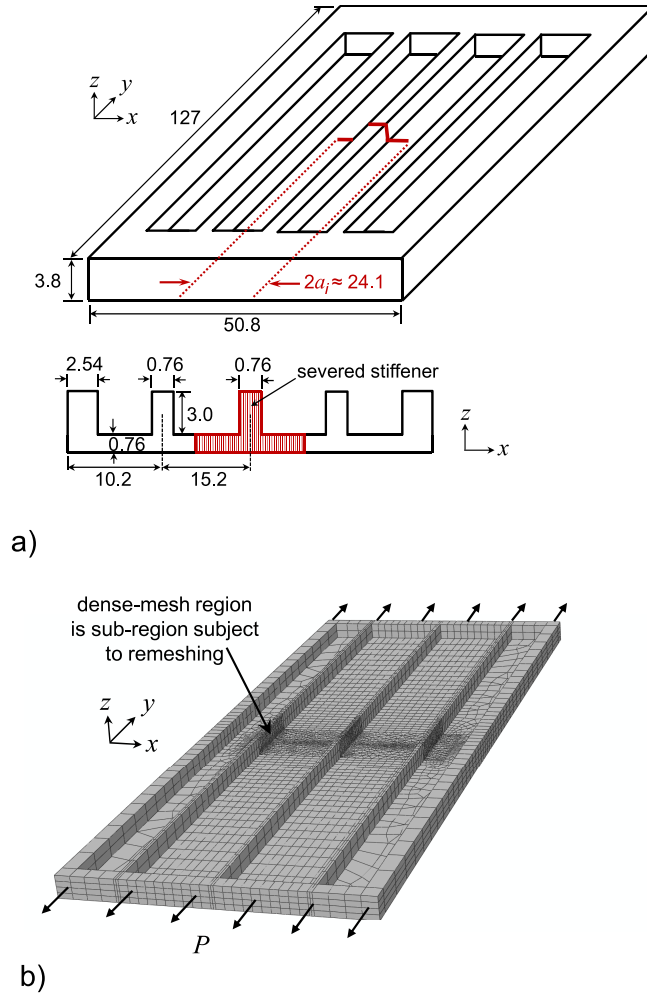 z
y
x
127
3.8
2aᵢ ≈ 24.1
50.8
2.54
0.76
0.76
severed stiffener
3.0
0.76
10.2
15.2
z
x
a)
dense-mesh region
is sub-region subject
to remeshing
z
y
x
P
b)